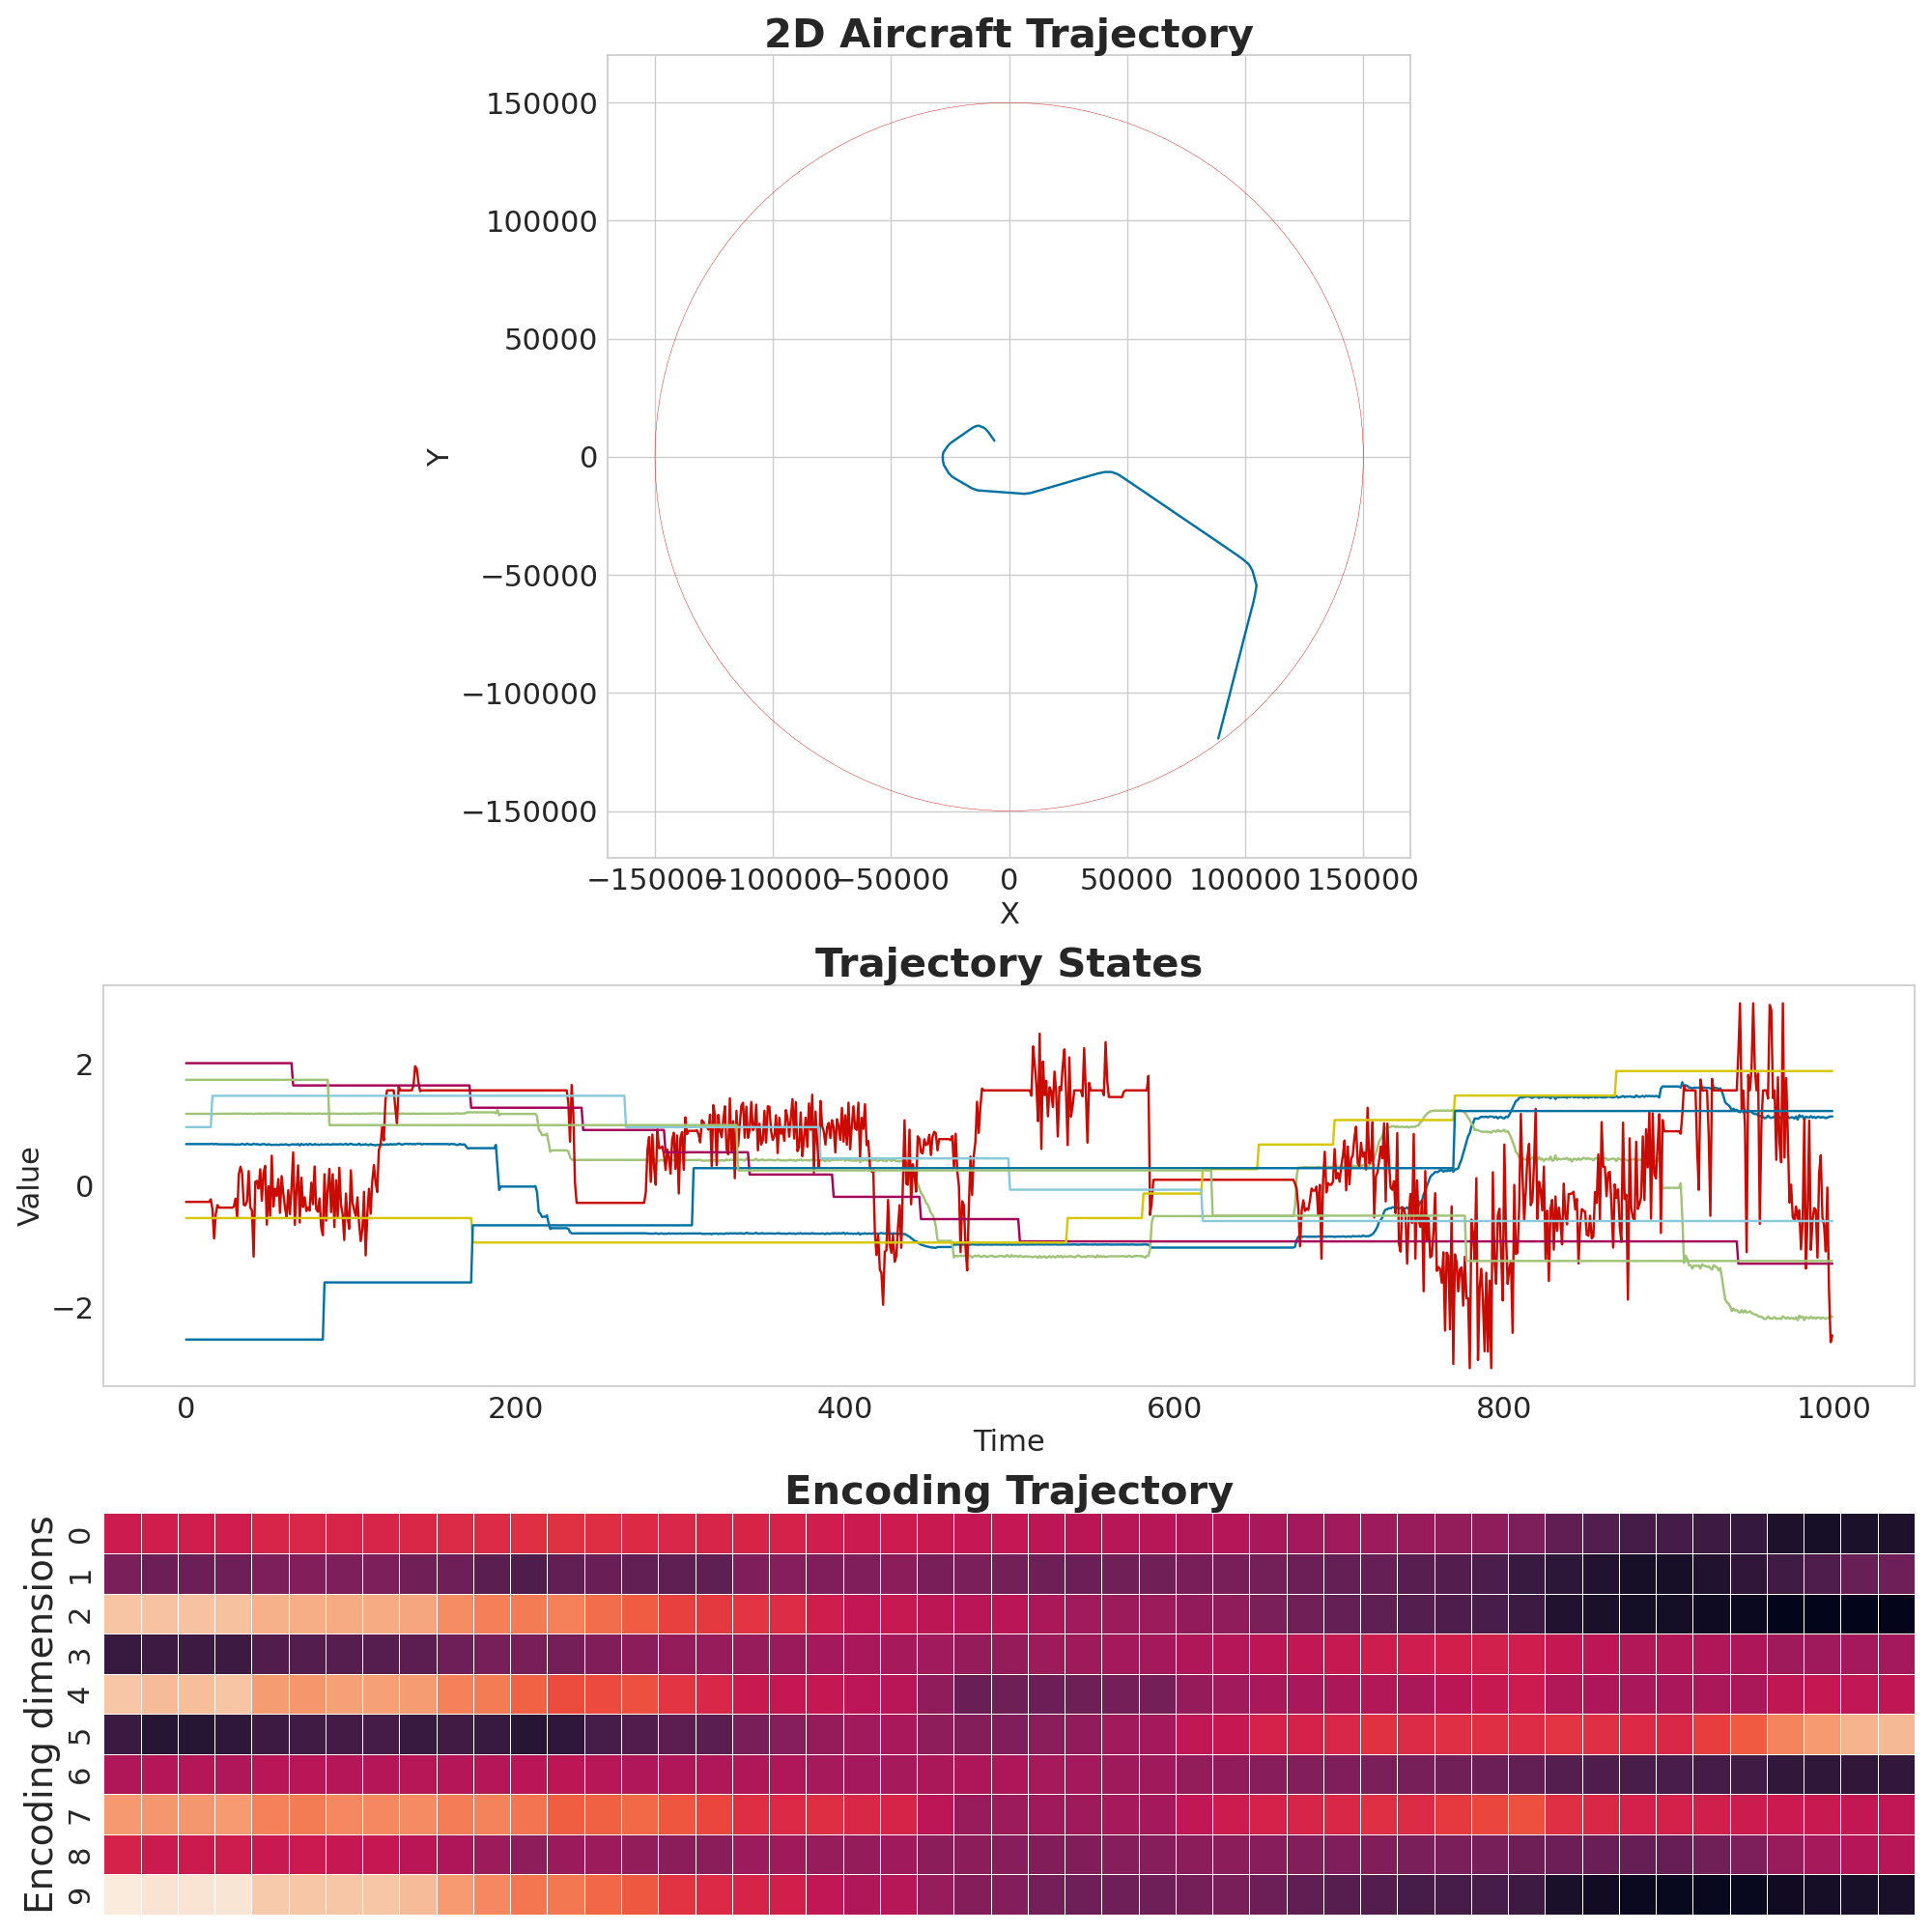 2D Aircraft Trajectory
150000
100000
50000
0
−50000
−100000
−150000
Y
−150000 −100000 −50000 0 50000 100000 150000
X
Trajectory States
2
0
−2
Value
0 200 400 600 800 1000
Time
Encoding Trajectory
Encoding dimensions
0
1
2
3
4
5
6
7
8
9